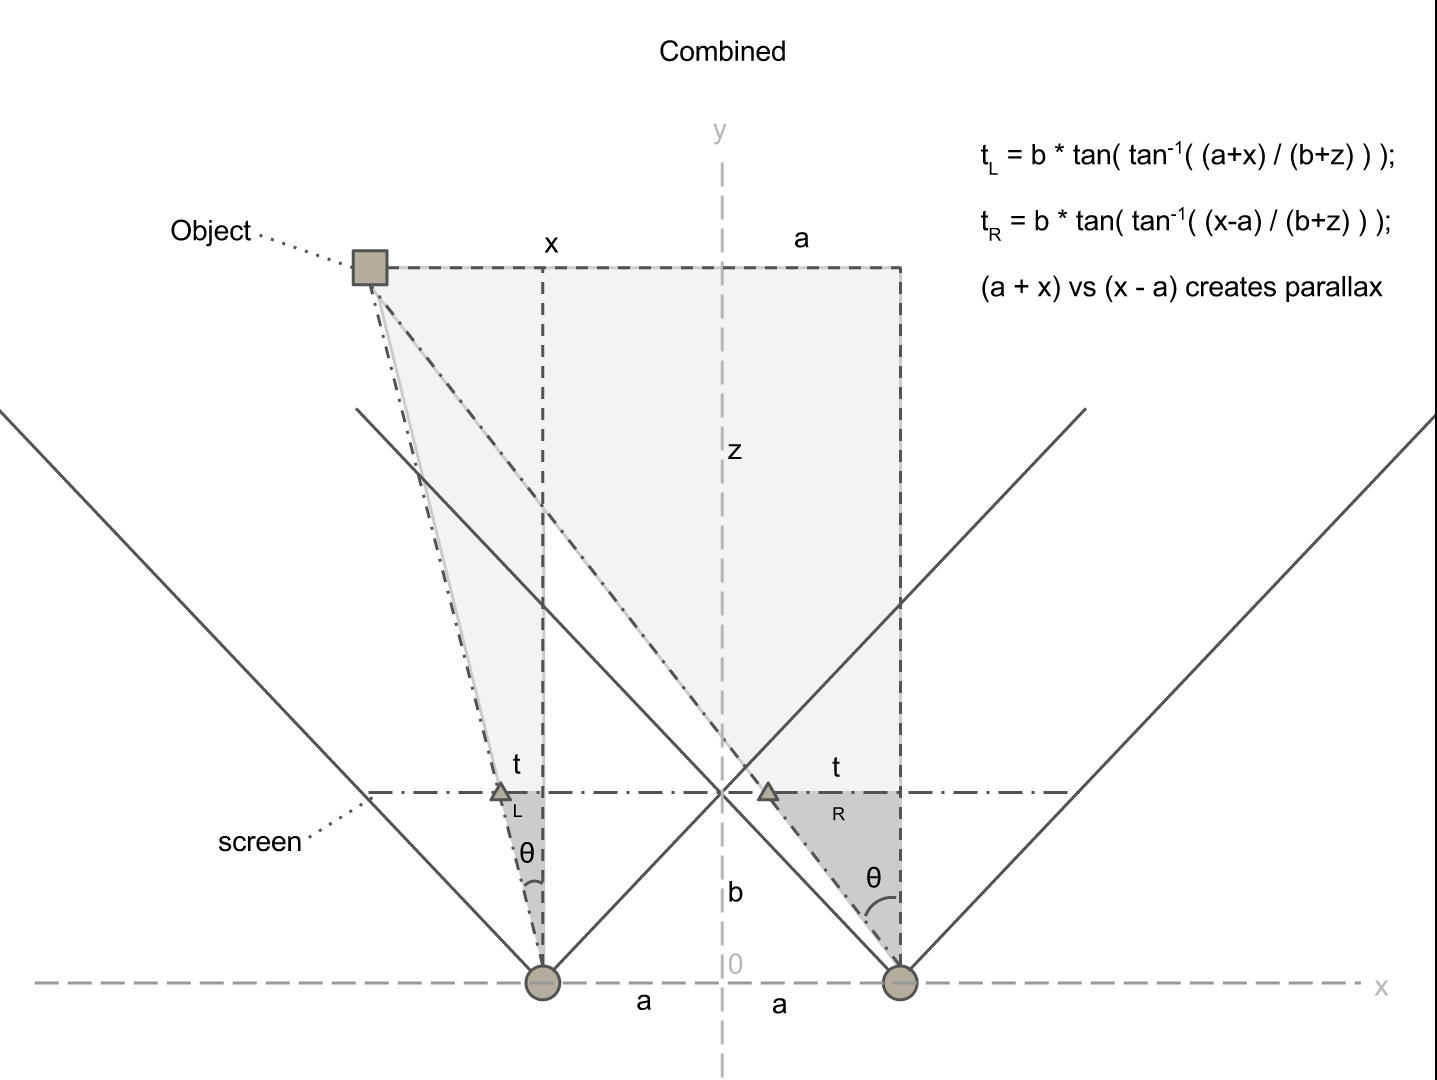 Combined
y
t_L = b * tan( tan⁻¹( (a+x) / (b+z) ) );
t_R = b * tan( tan⁻¹( (x-a) / (b+z) ) );
(a + x) vs (x - a) creates parallax
Object
x
a
z
t
t
L
R
screen
θ
θ
b
0
x
a
a